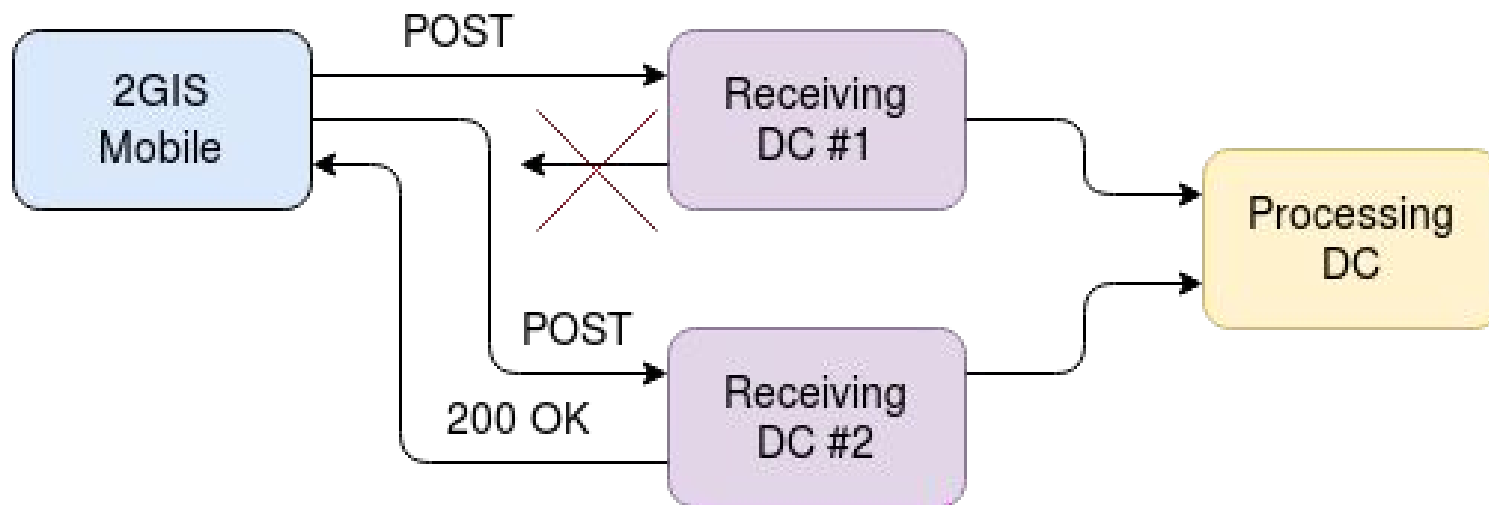 POST
2GIS
Mobile
Receiving
DC #1
Processing
DC
POST
200 OK
Receiving
DC #2